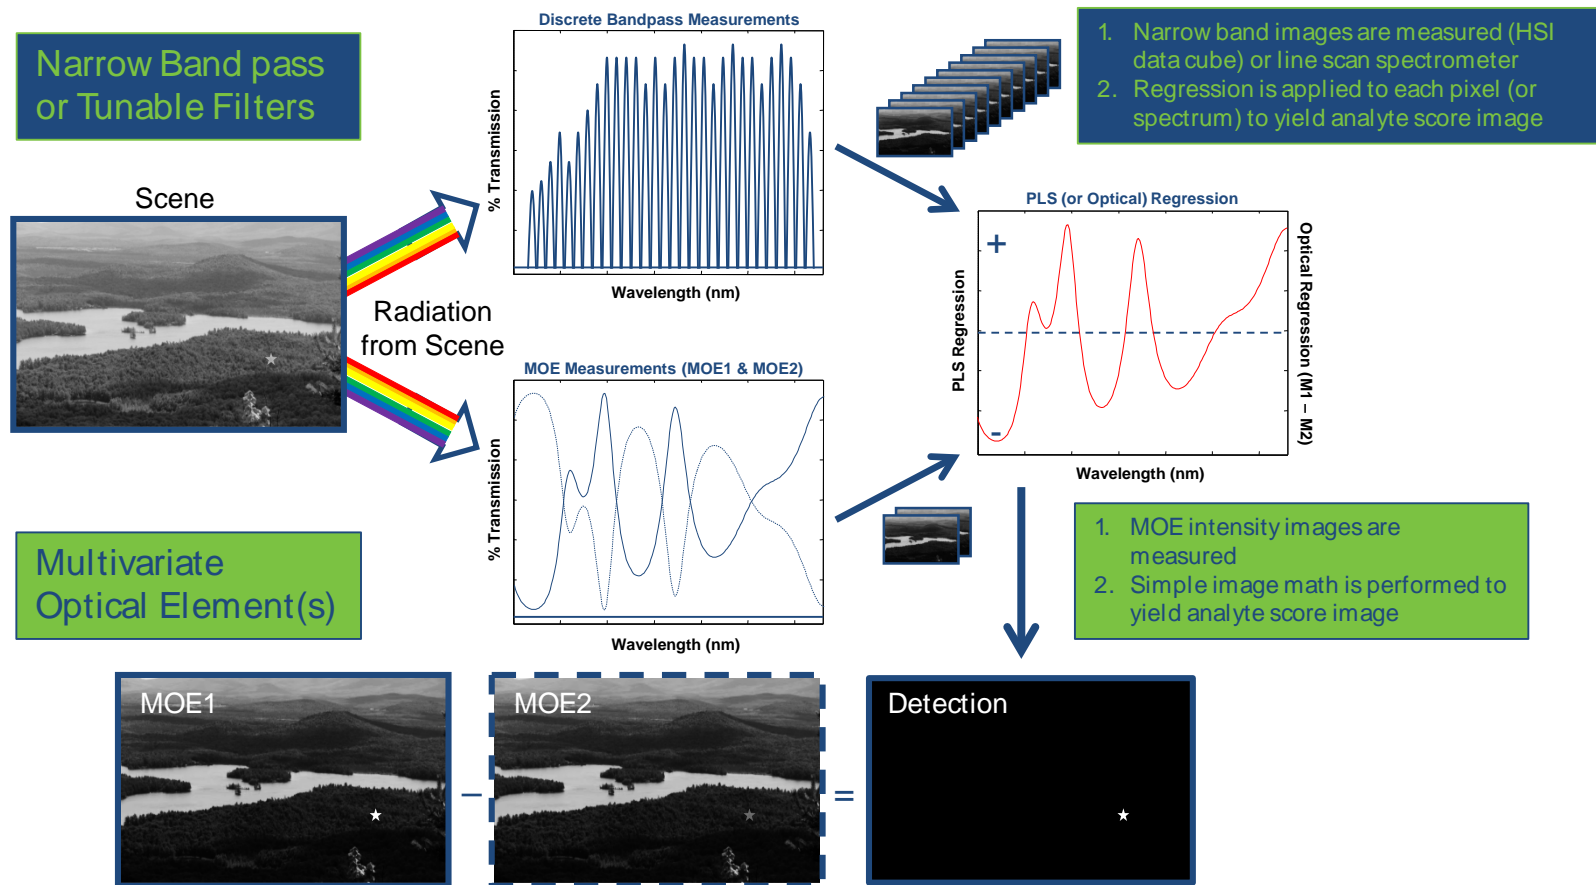 Narrow Band pass
or Tunable Filters
Discrete Bandpass Measurements
% Transmission
Wavelength (nm)
1. Narrow band images are measured (HSI
data cube) or line scan spectrometer
2. Regression is applied to each pixel (or
spectrum) to yield analyte score image
Scene
Radiation
from Scene
PLS (or Optical) Regression
+
-
PLS Regression
Optical Regression (M1 – M2)
Wavelength (nm)
MOE Measurements (MOE1 & MOE2)
% Transmission
Wavelength (nm)
Multivariate
Optical Element(s)
1. MOE intensity images are
measured
2. Simple image math is performed to
yield analyte score image
MOE1
–
MOE2
=
Detection